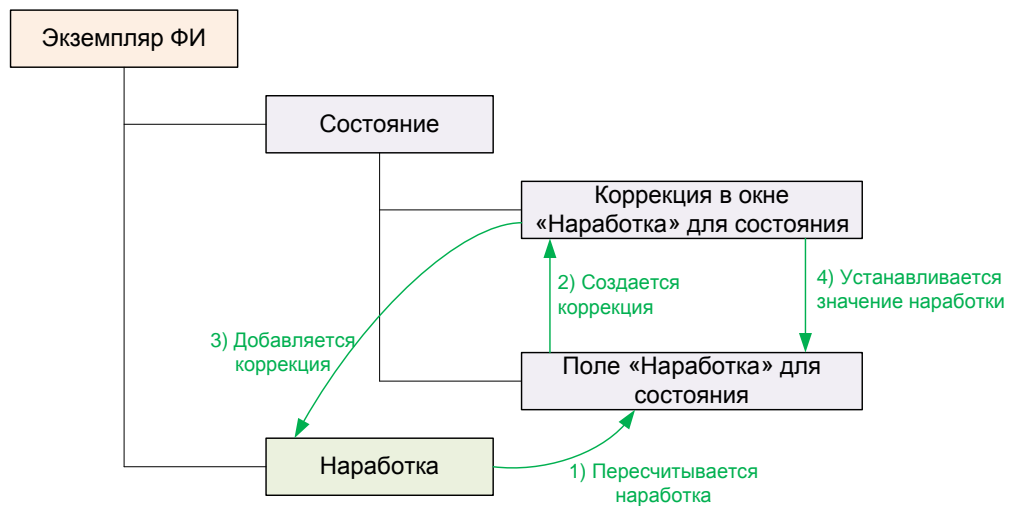 Экземпляр ФИ
Состояние
Коррекция в окне
«Наработка» для состояния
2) Создается
коррекция
4) Устанавливается
значение наработки
3) Добавляется
коррекция
Поле «Наработка» для
состояния
Наработка
1) Пересчитывается
наработка